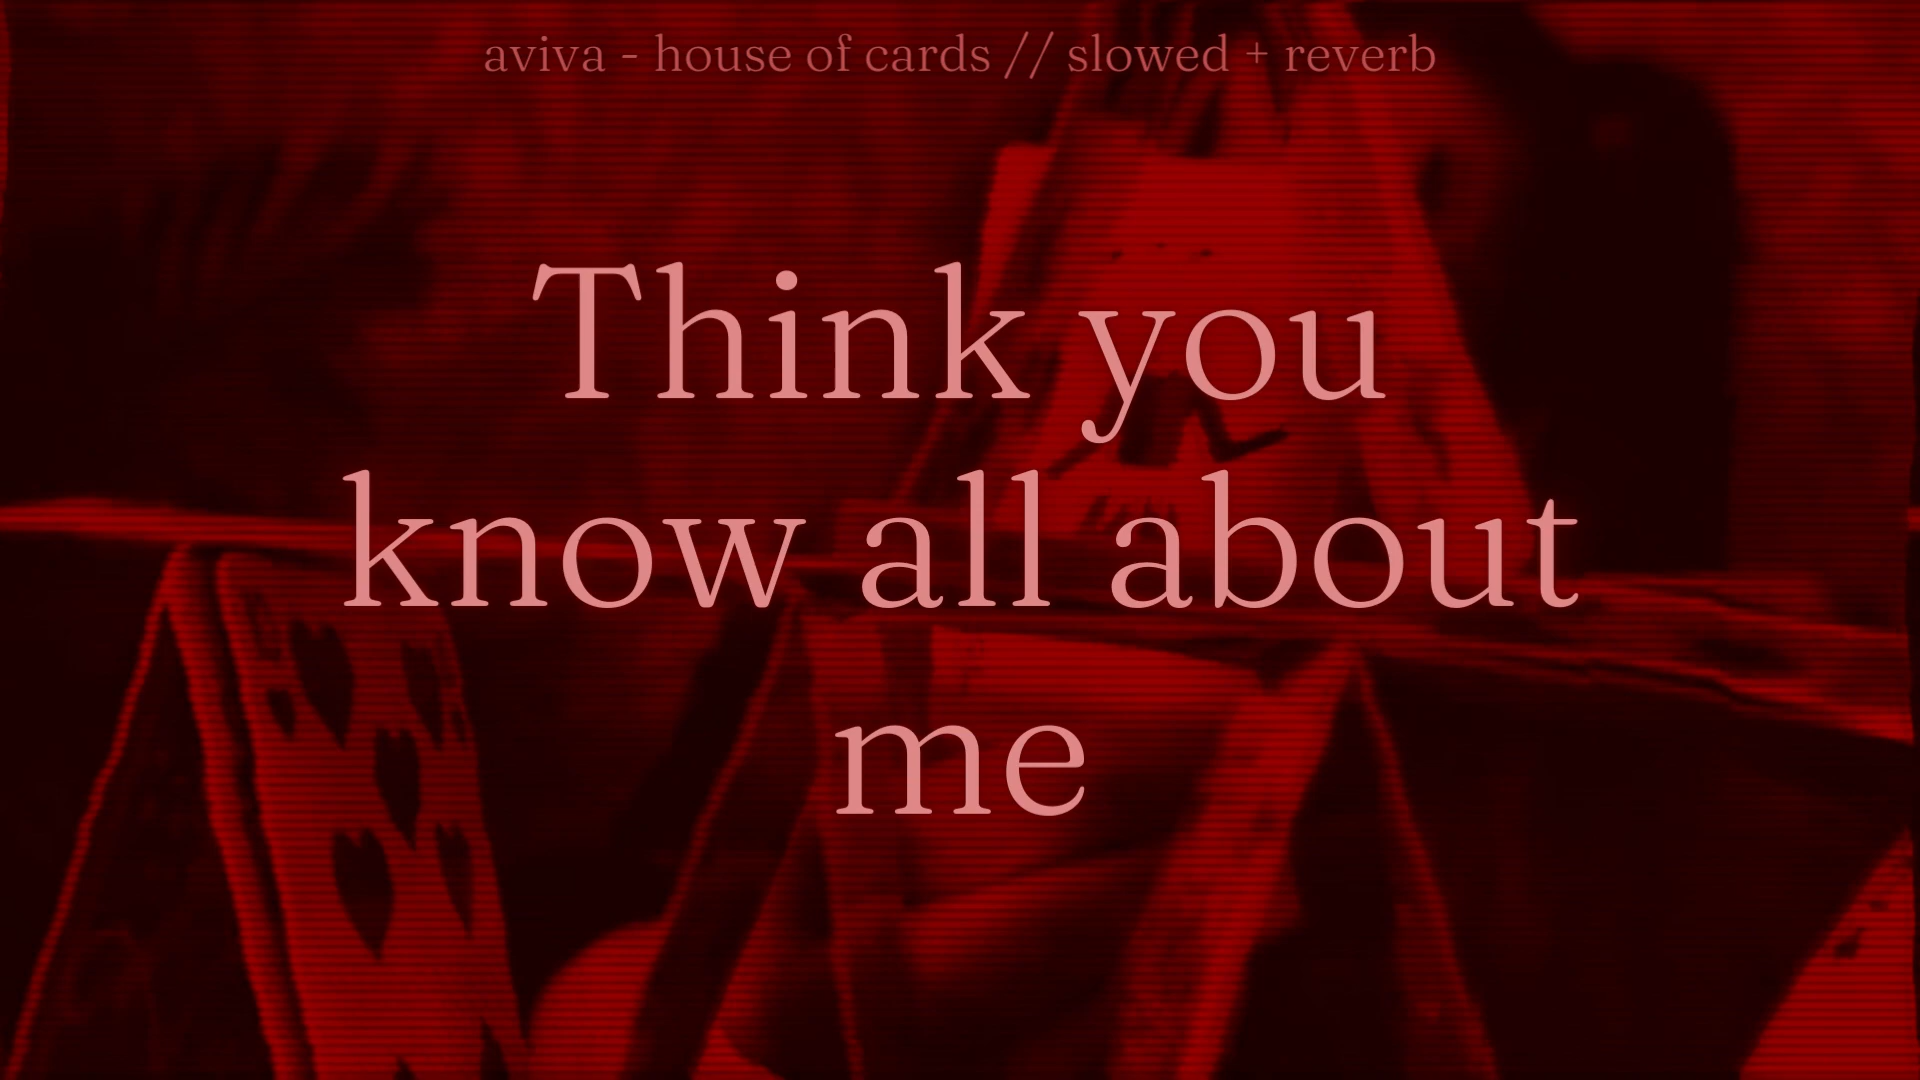 aviva - house of cards // slowed + reverb
Think you
know all about
me